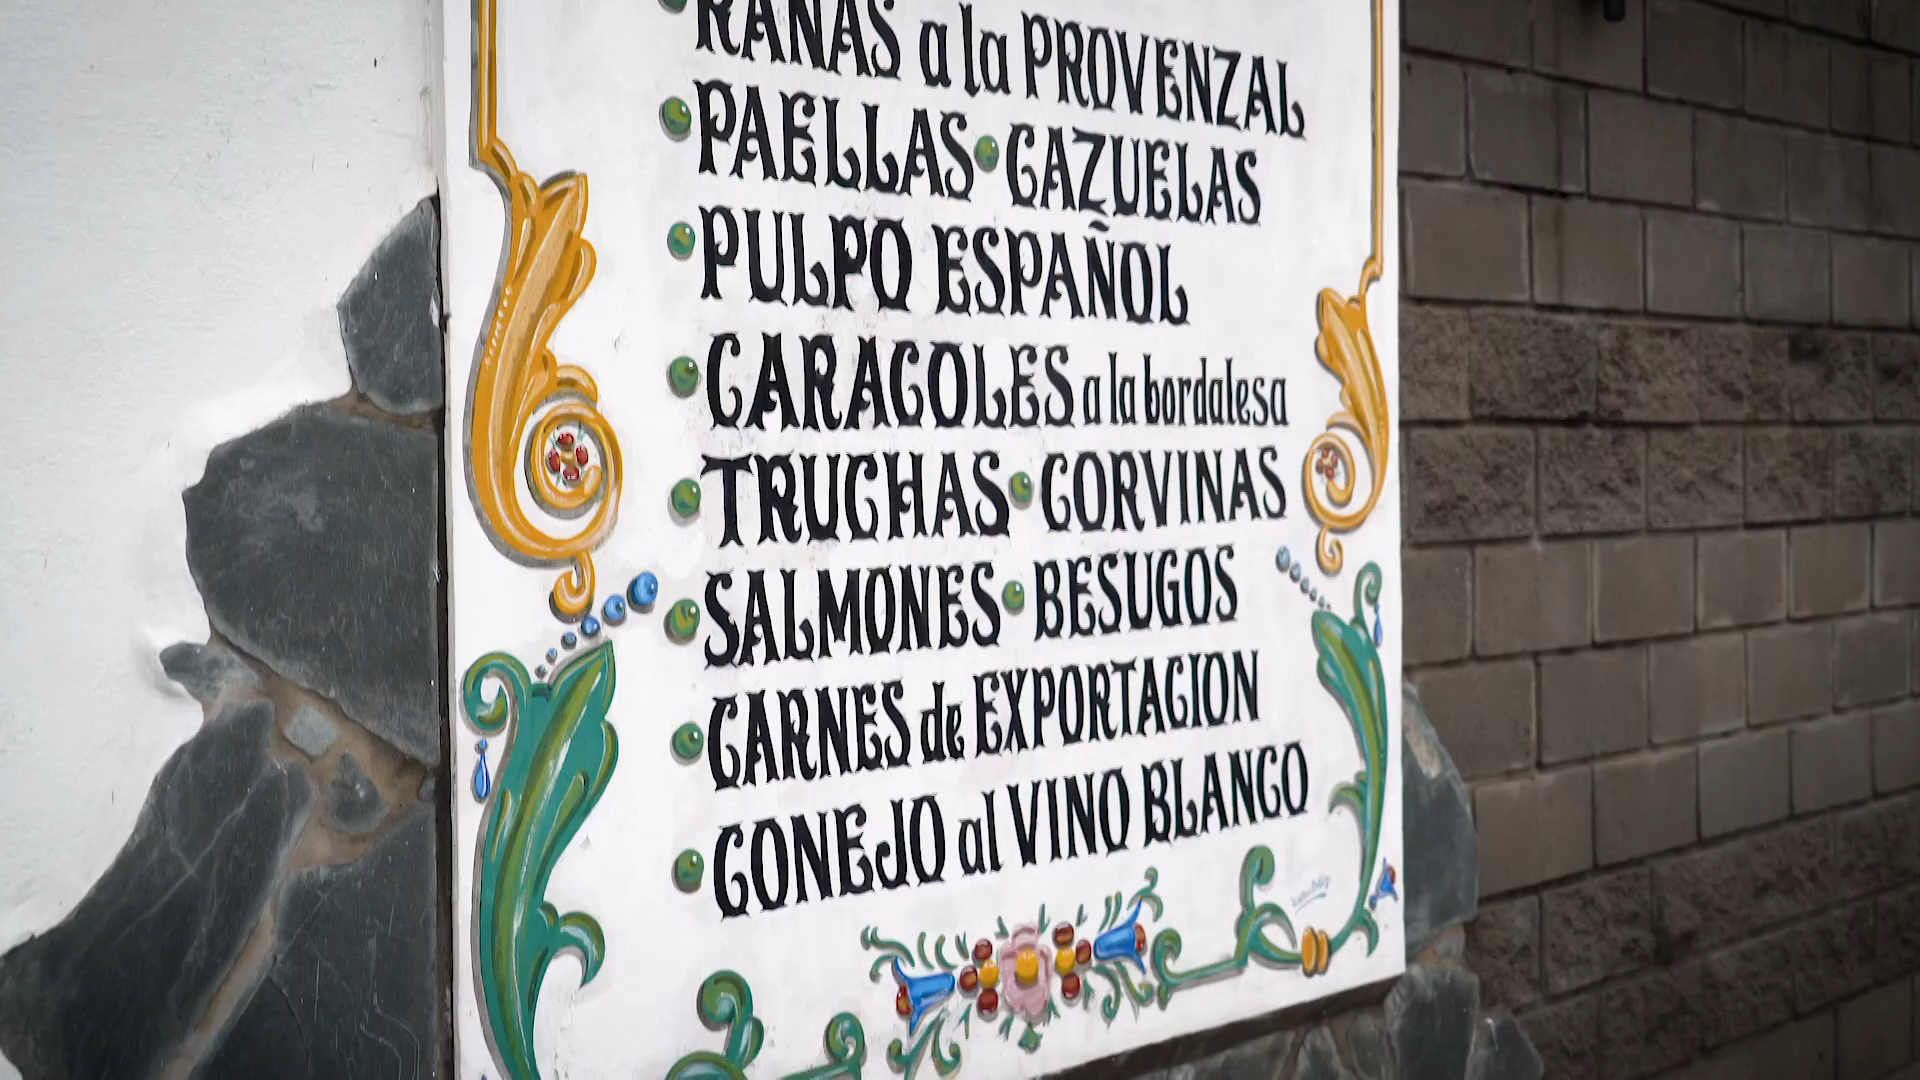 RANAS a la PROVENZAL
PAELLAS • CAZUELAS
PULPO ESPAÑOL
CARACOLES a la bordalesa
TRUCHAS • CORVINAS
SALMONES • BESUGOS
CARNES de EXPORTACION
CONEJO al VINO BLANCO